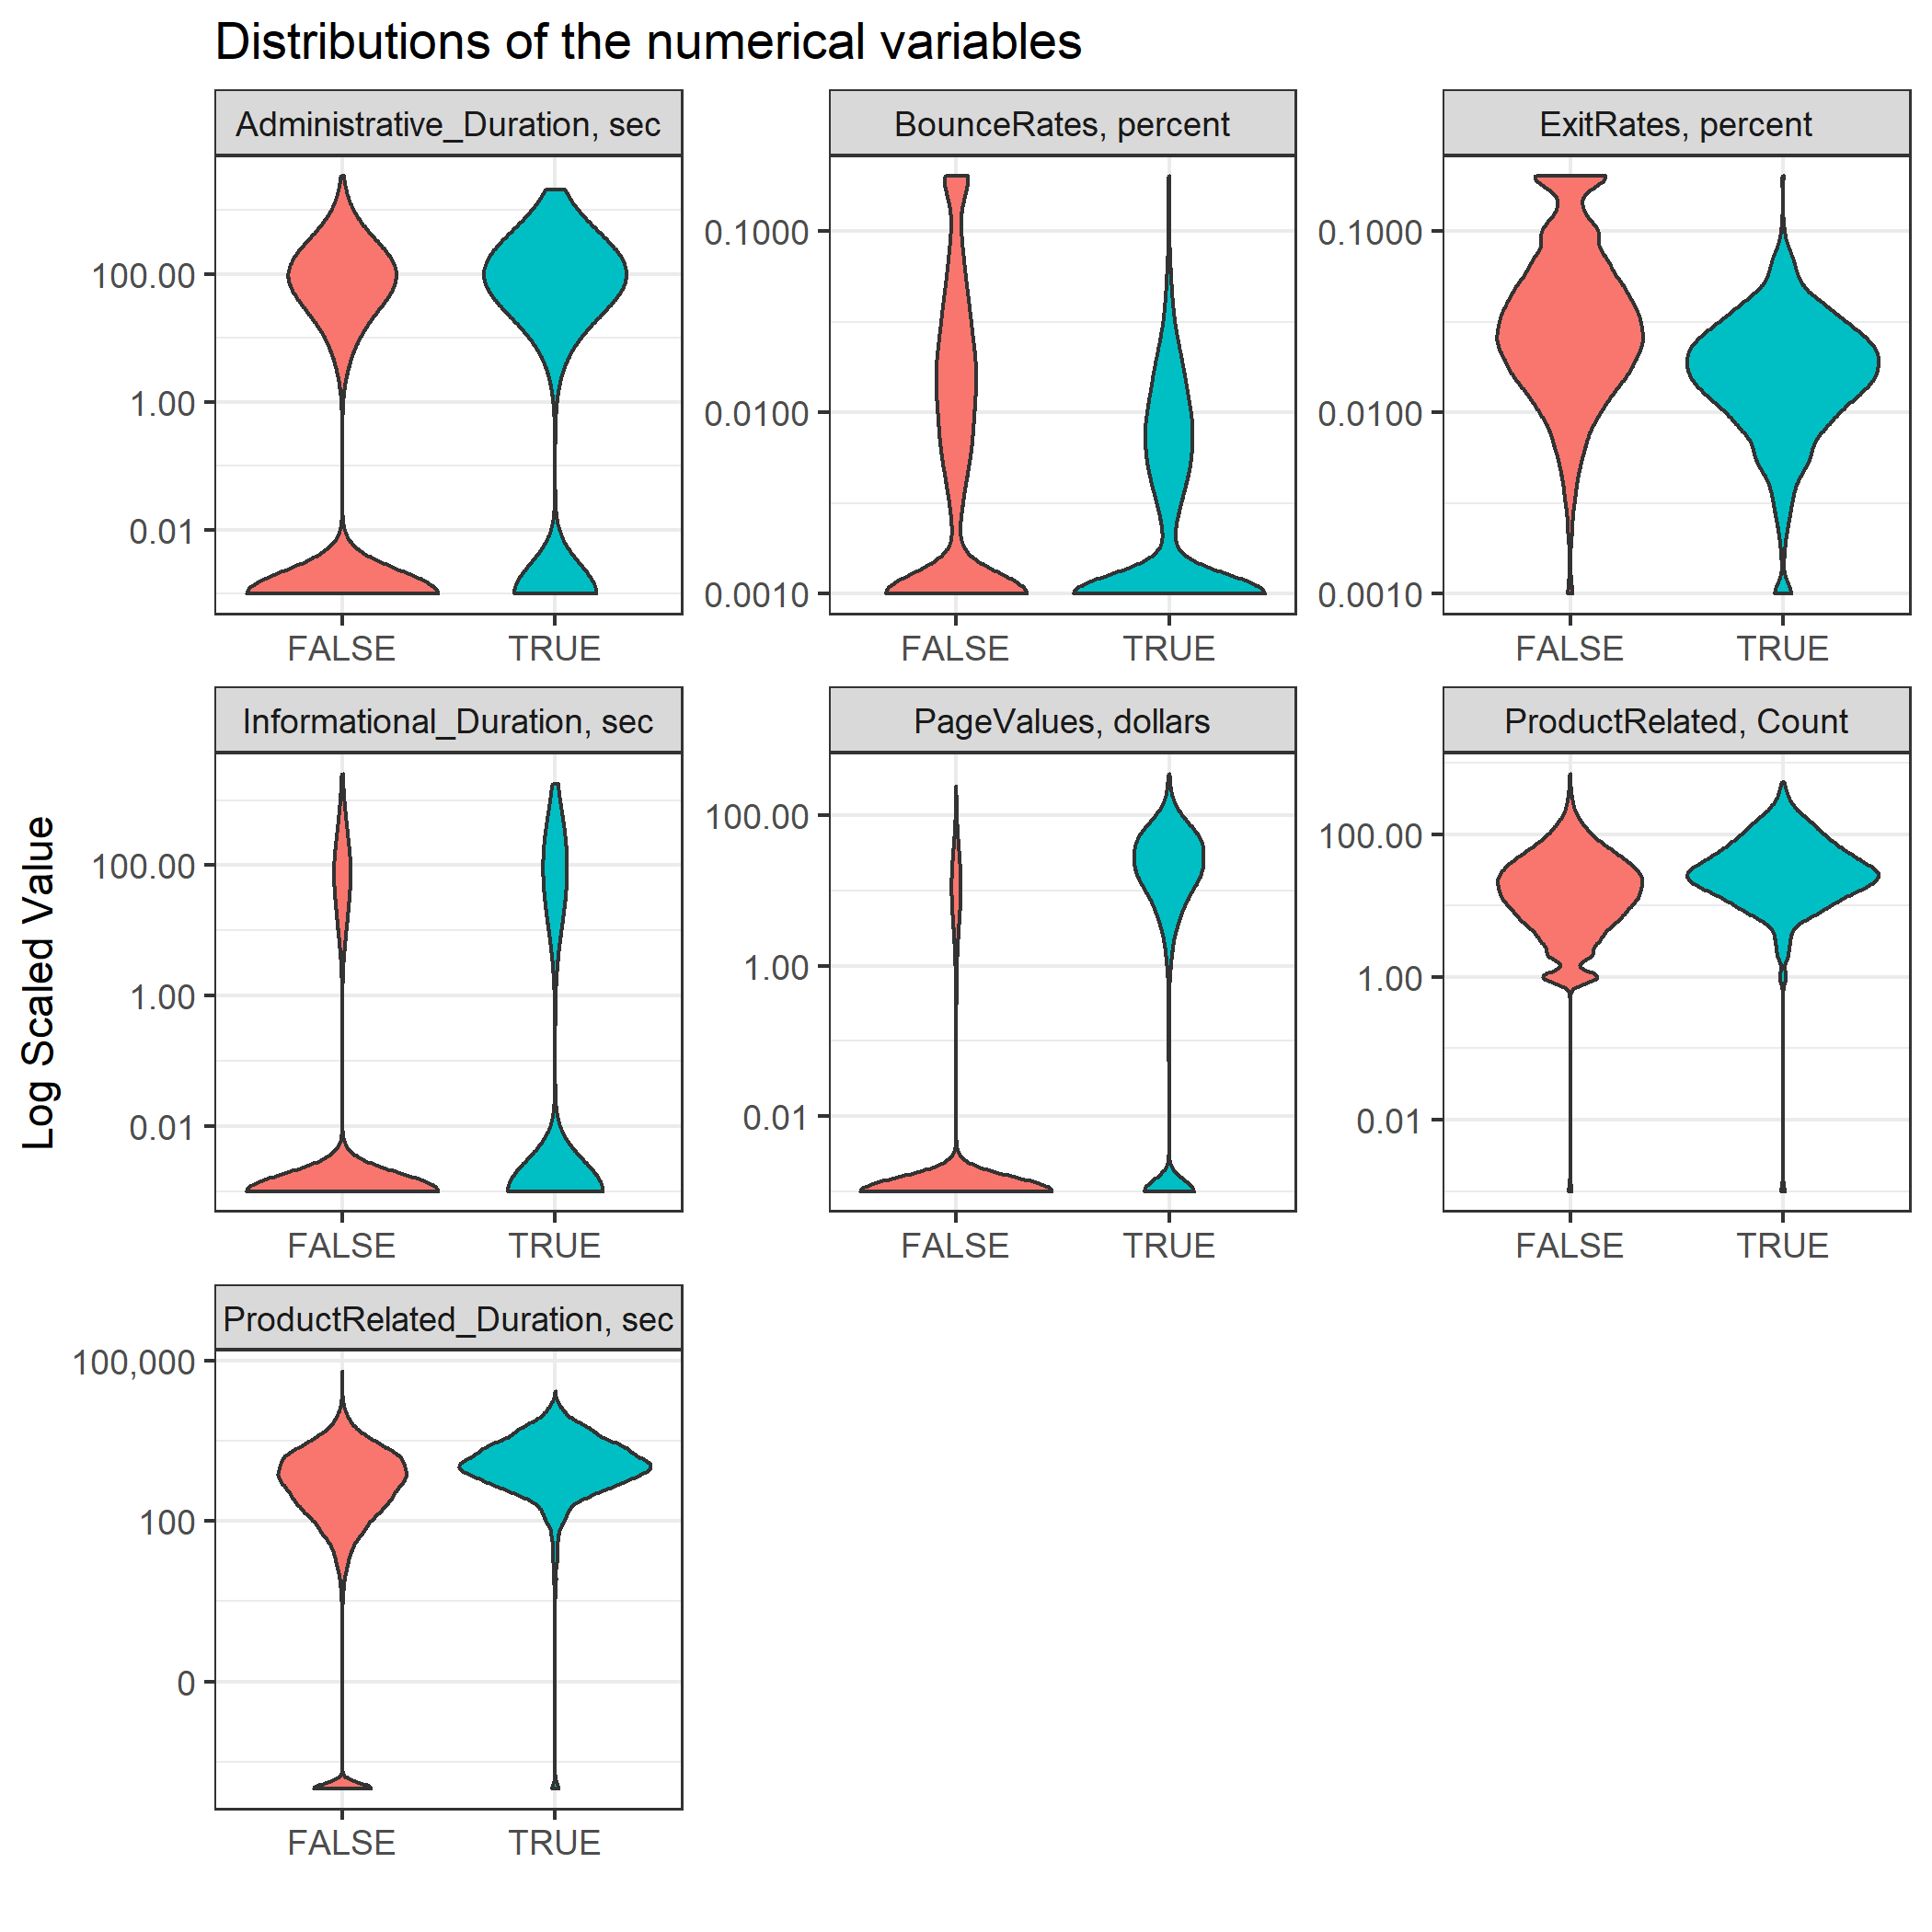 Distributions of the numerical variables
Administrative_Duration, sec
BounceRates, percent
ExitRates, percent
100.00
1.00
0.01
0.1000
0.0100
0.0010
0.1000
0.0100
0.0010
FALSE TRUE
FALSE TRUE
FALSE TRUE
Informational_Duration, sec
PageValues, dollars
ProductRelated, Count
Log Scaled Value
100.00
1.00
0.01
100.00
1.00
0.01
100.00
1.00
0.01
FALSE TRUE
FALSE TRUE
FALSE TRUE
ProductRelated_Duration, sec
100,000
100
0
FALSE TRUE